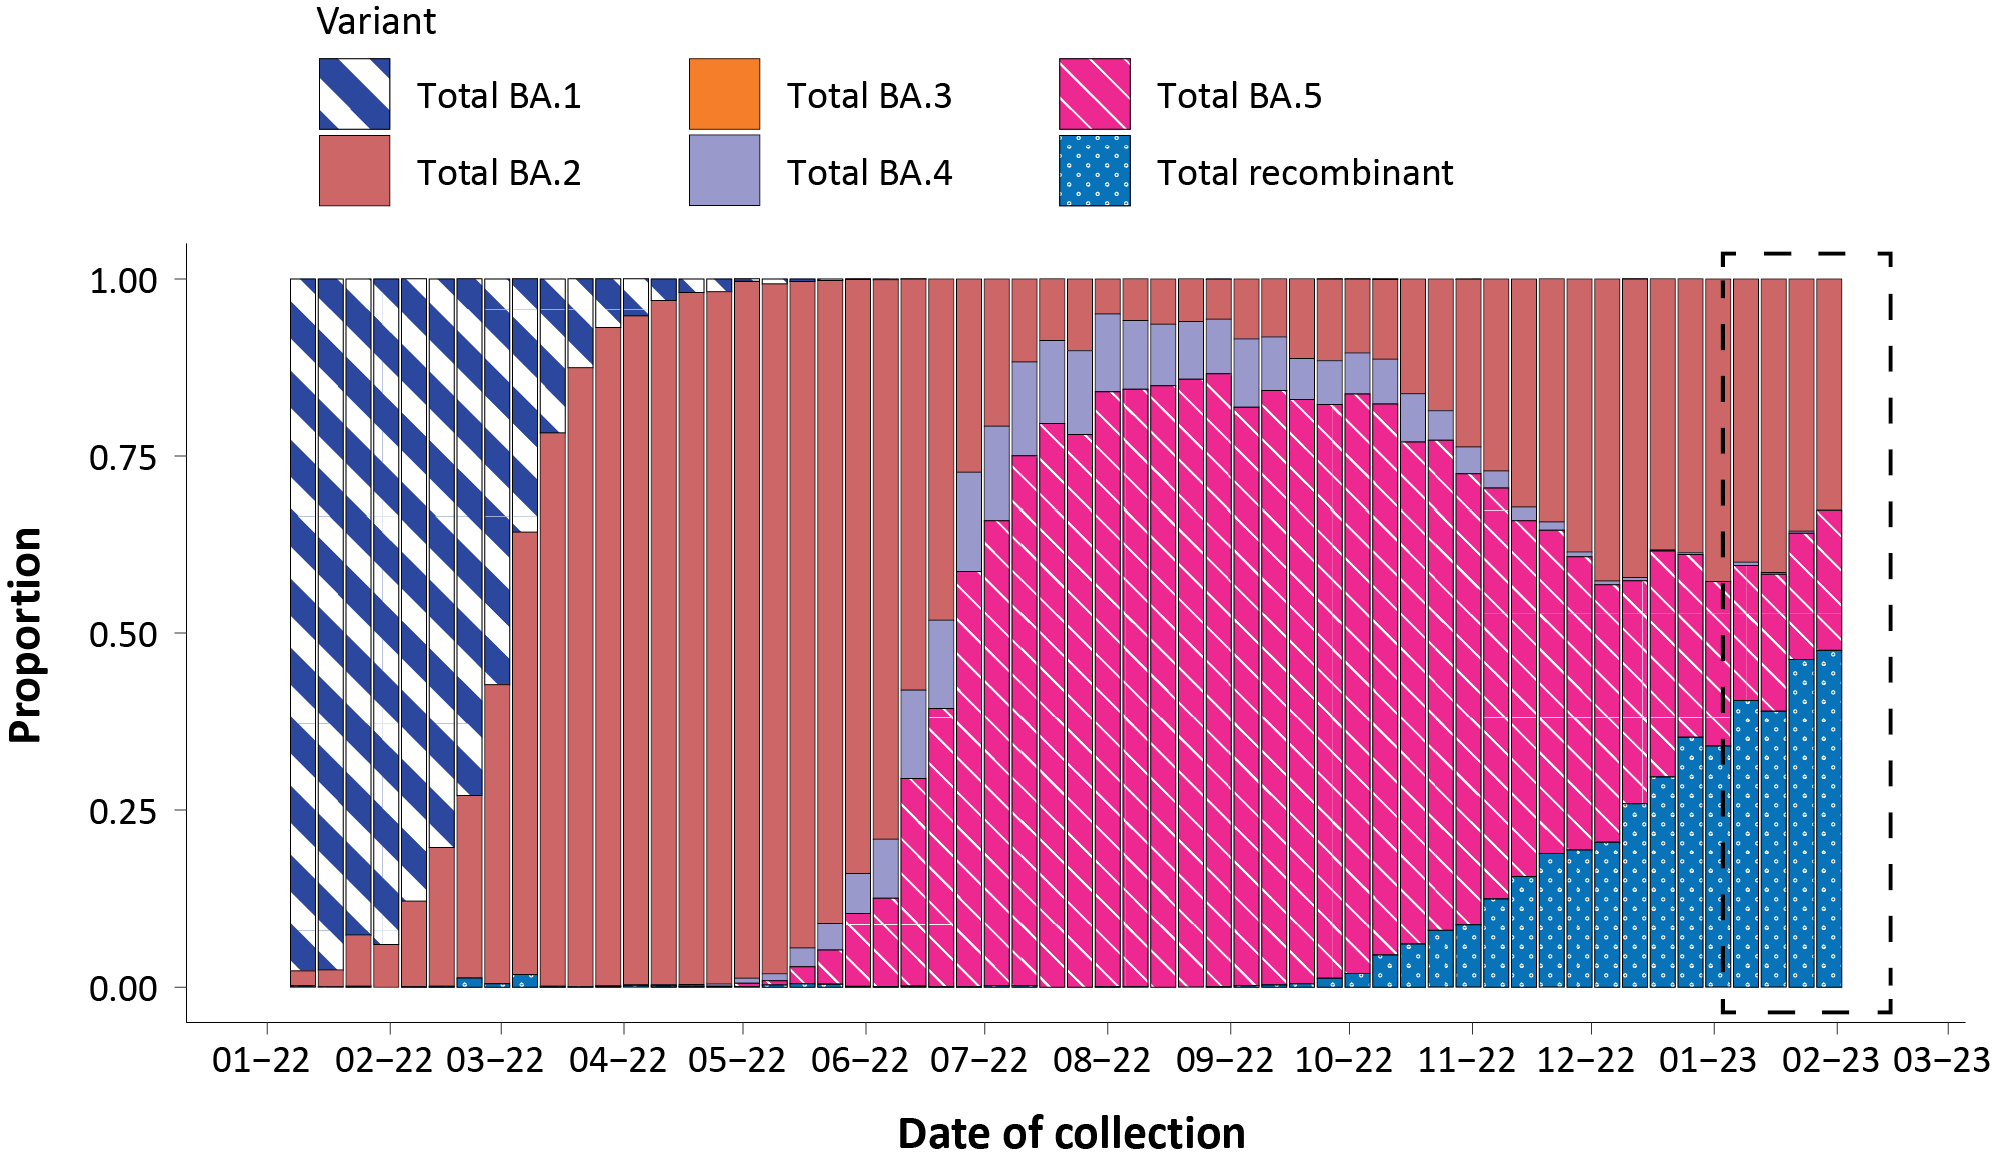 Variant
Total BA.1 Total BA.3 Total BA.5
Total BA.2 Total BA.4 Total recombinant
1.00
0.75
0.50
0.25
0.00
Proportion
01–22 02–22 03–22 04–22 05–22 06–22 07–22 08–22 09–22 10–22 11–22 12–22 01–23 02–23 03–23
Date of collection